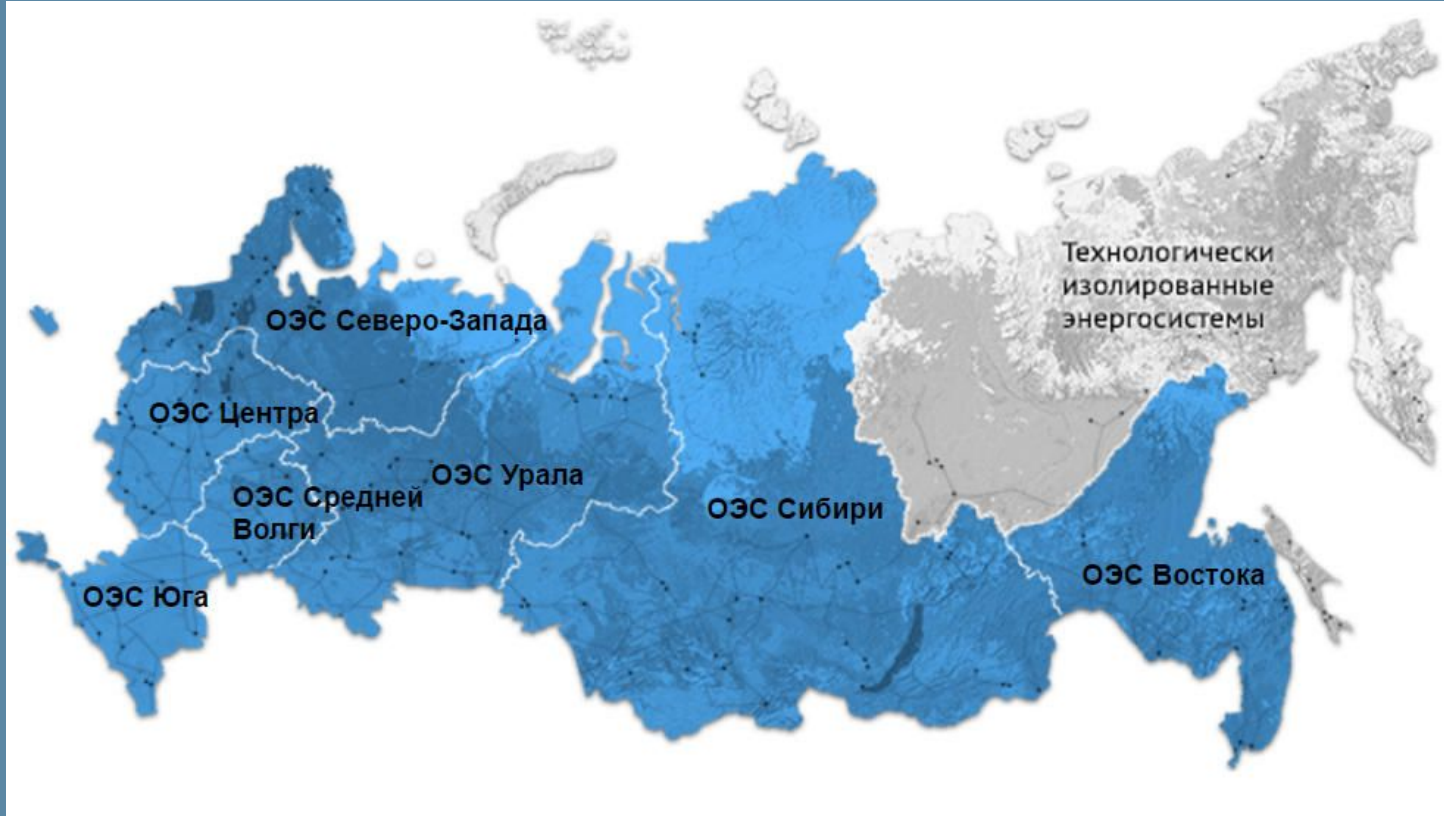 Технологически
изолированные
энергосистемы
ОЭС Северо-Запада
ОЭС Центра
ОЭС Урала
ОЭС Средней
Волги
ОЭС Сибири
ОЭС Востока
ОЭС Юга